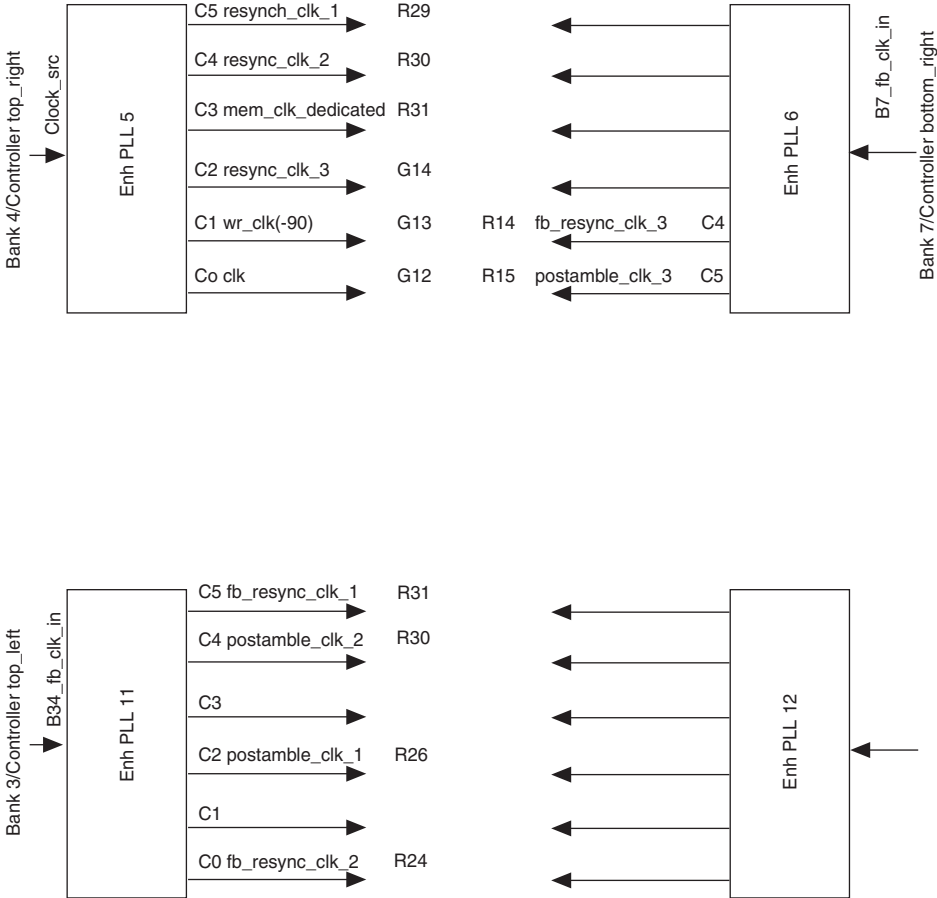 C5 resynch_clk_1 R29
C4 resync_clk_2 R30
C3 mem_clk_dedicated R31
C2 resync_clk_3 G14
C1 wr_clk(-90) G13
Co clk G12
Bank 4/Controller top_right
Clock_src
Enh PLL 5
R14 fb_resync_clk_3 C4
R15 postamble_clk_3 C5
Enh PLL 6
B7_fb_clk_in
Bank 7/Controller bottom_right
C5 fb_resync_clk_1 R31
C4 postamble_clk_2 R30
C3
C2 postamble_clk_1 R26
C1
C0 fb_resync_clk_2 R24
Bank 3/Controller top_left
B34_fb_clk_in
Enh PLL 11
Enh PLL 12